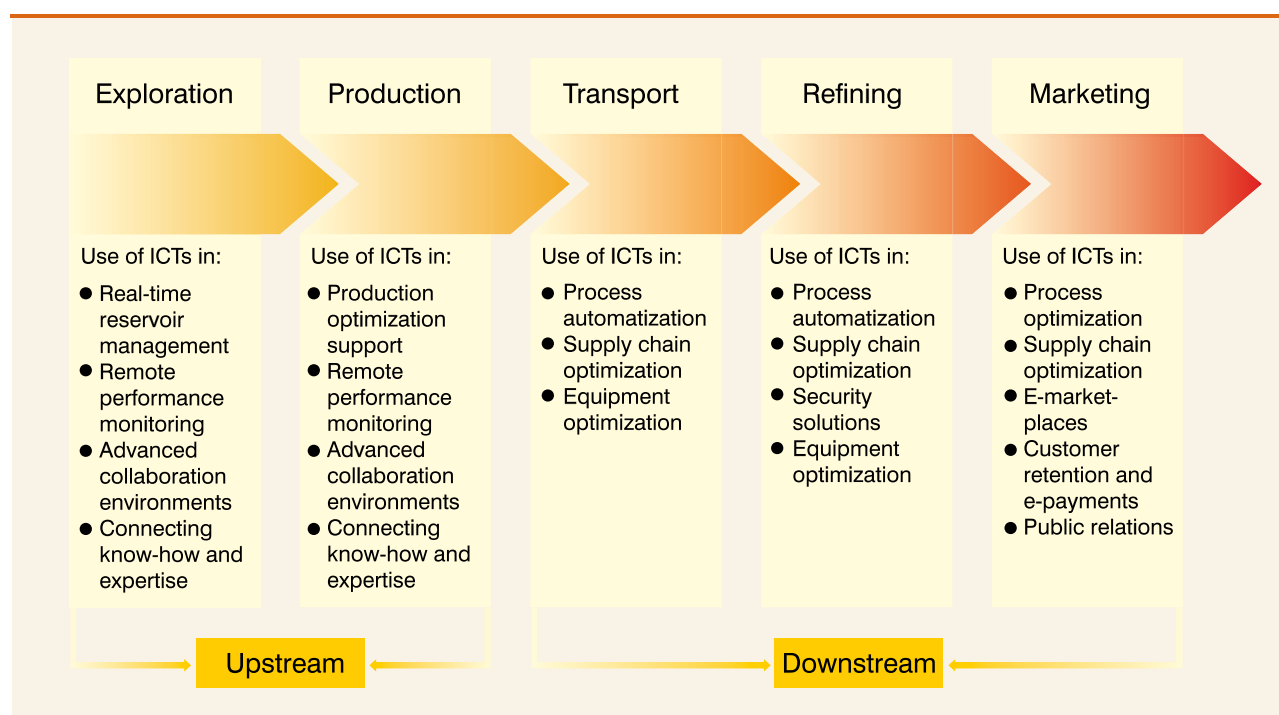 Exploration
Use of ICTs in:
● Real-time
reservoir
management
● Remote
performance
monitoring
● Advanced
collaboration
environments
● Connecting
know-how and
expertise
Production
Use of ICTs in:
● Production
optimization
support
● Remote
performance
monitoring
● Advanced
collaboration
environments
● Connecting
know-how and
expertise
Transport
Use of ICTs in:
● Process
automatization
● Supply chain
optimization
● Equipment
optimization
Refining
Use of ICTs in:
● Process
automatization
● Supply chain
optimization
● Security
solutions
● Equipment
optimization
Marketing
Use of ICTs in:
● Process
optimization
● Supply chain
optimization
● E-market-
places
● Customer
retention and
e-payments
● Public relations
Upstream
Downstream